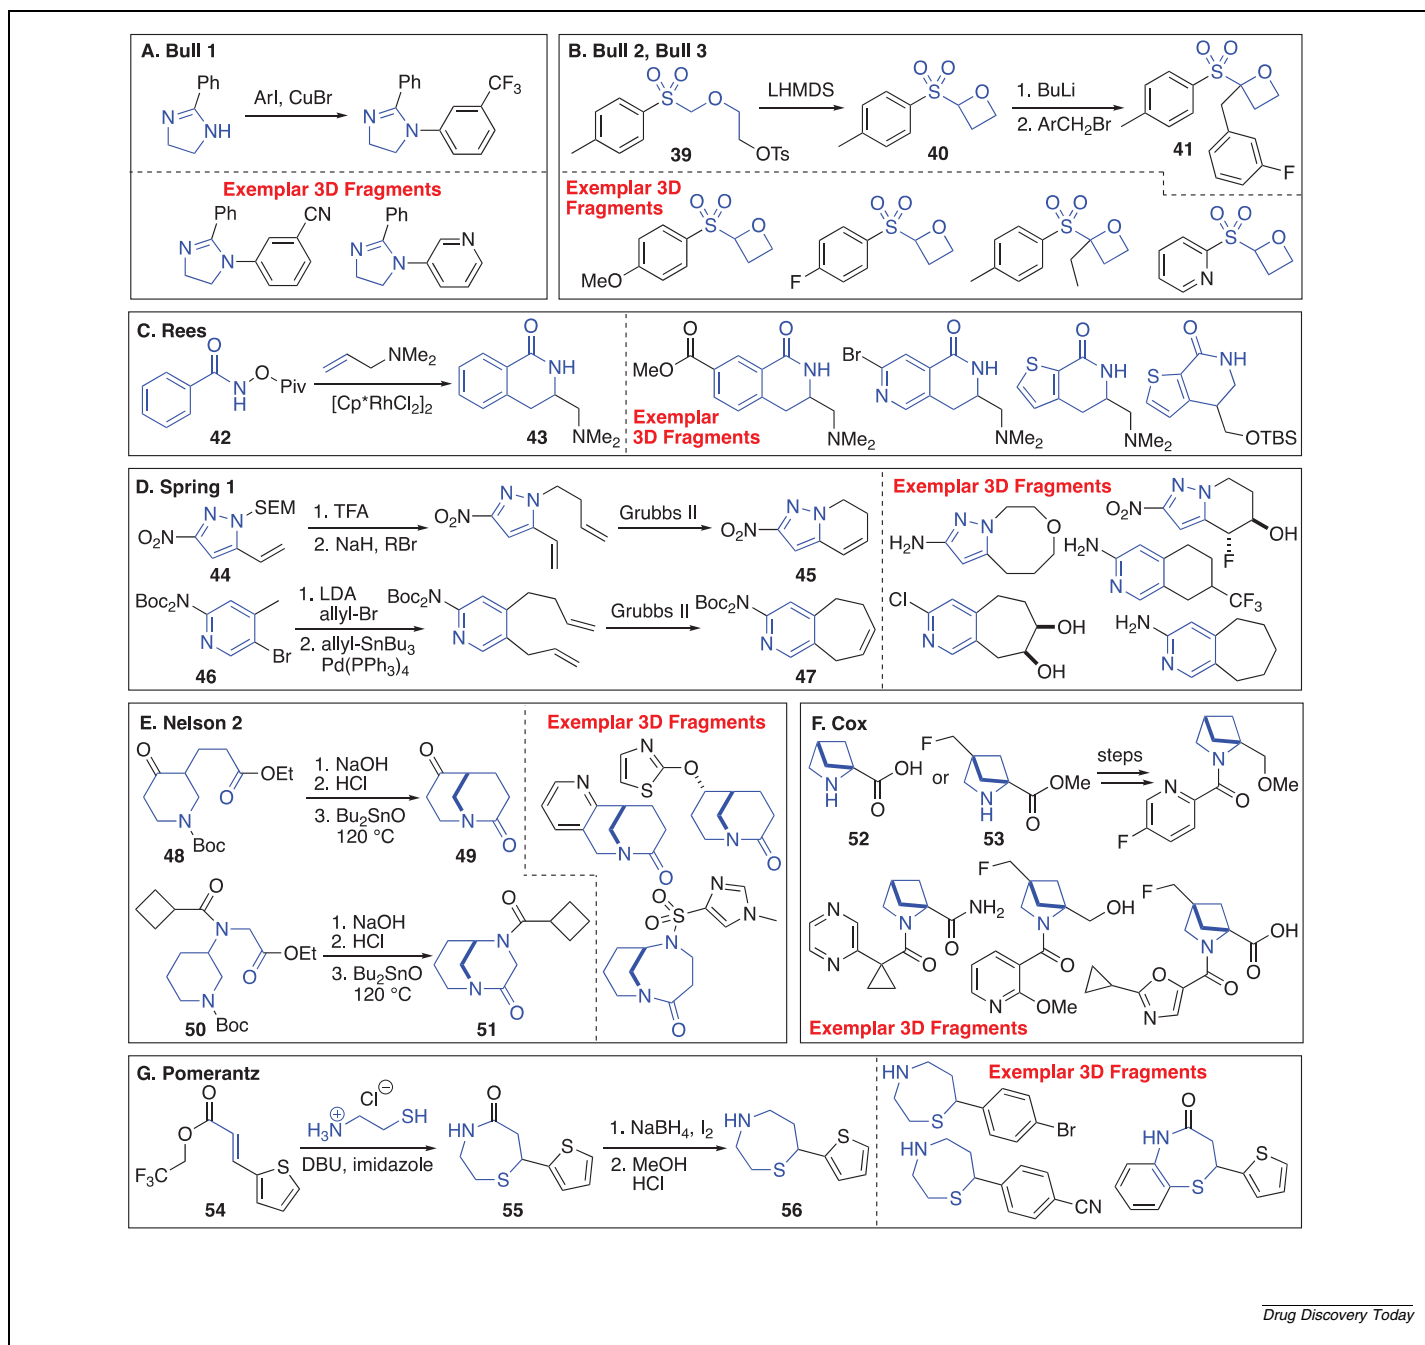 A. Bull 1
Ph
N
NH
ArI, CuBr
Ph
N
N
CF3
Exemplar 3D Fragments
Ph
N
N
CN
Ph
N
N
N
B. Bull 2, Bull 3
O O
S
O
OTs
39
LHMDS
O O
S
O
40
1. BuLi
2. ArCH2Br
O O
S
O
F
41
Exemplar 3D
Fragments
O O
S
O
MeO
O O
S
O
F
O O
S
O
O O
S
O
N
C. Rees
O
N
H
O
Piv
42
NMe2
[Cp*RhCl2]2
O
NH
NMe2
43
O
MeO
O
NH
NMe2
Exemplar
3D Fragments
Br
N
O
NH
NMe2
S
O
NH
NMe2
S
O
NH
OTBS
D. Spring 1
SEM
N
N
O2N
44
1. TFA
2. NaH, RBr
N
N
O2N
Grubbs II
N
N
O2N
45
Boc2N
N
Br
46
1. LDA
allyl-Br
2. allyl-SnBu3
Pd(PPh3)4
Boc2N
N
Grubbs II
Boc2N
N
47
Exemplar 3D Fragments
N
N
O
H2N
N
N
O2N
OH
F
H2N
N
CF3
Cl
N
OH
OH
H2N
N
E. Nelson 2
O
OEt
O
N
Boc
48
1. NaOH
2. HCl
3. Bu2SnO
120 °C
O
N
O
49
O
N
OEt
O
N
Boc
50
1. NaOH
2. HCl
3. Bu2SnO
120 °C
O
N
N
O
51
Exemplar 3D Fragments
N
N
O
N
S
O
N
O
O
S
O
N
N
N
N
O
F. Cox
N
H
OH
O
52
or
F
N
H
OMe
O
53
steps
N
OMe
O
N
F
N
N
N
NH2
O
O
F
N
OH
O
N
OMe
F
N
OH
O
O
O
N
Exemplar 3D Fragments
G. Pomerantz
O
O
F3C
S
54
Cl⊖
H3N⊕
SH
DBU, imidazole
O
HN
S
S
55
1. NaBH4, I2
2. MeOH
HCl
HN
S
S
56
Exemplar 3D Fragments
HN
S
Br
HN
S
CN
O
HN
S
S
Drug Discovery Today